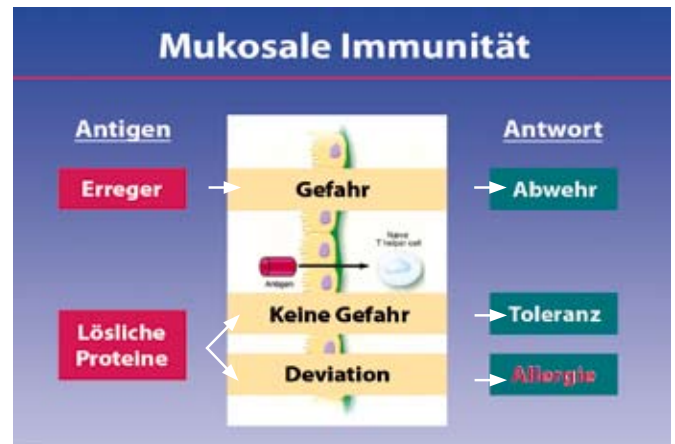 Mukosale Immunität
Antigen
Antwort
Erreger
Gefahr
Abwehr
Naive
T helper cell
Antigen
Lösliche
Proteine
Keine Gefahr
Toleranz
Deviation
Allergie